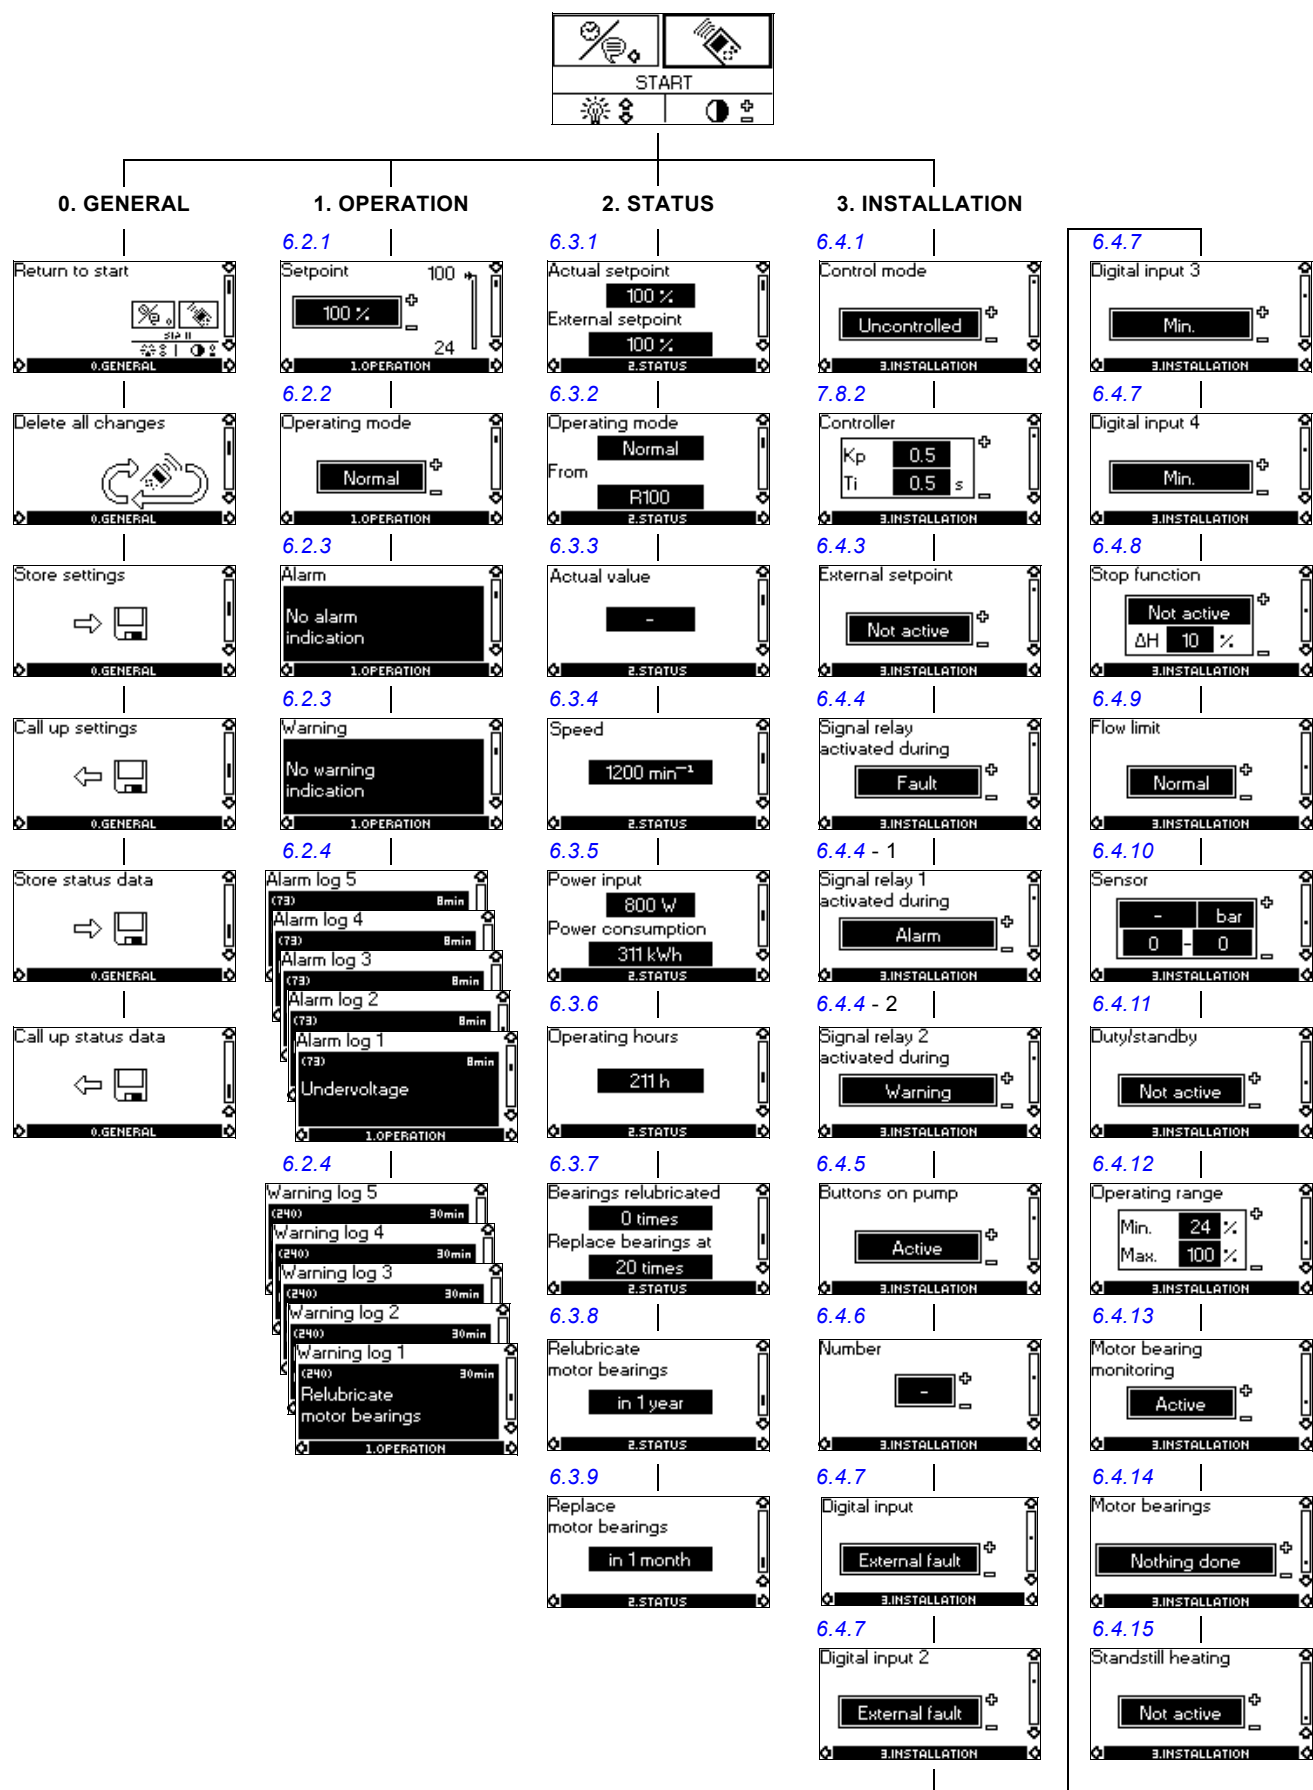 START
0. GENERAL
Return to start
START
0.GENERAL
Delete all changes
0.GENERAL
Store settings
0.GENERAL
Call up settings
0.GENERAL
Store status data
0.GENERAL
Call up status data
0.GENERAL
1. OPERATION
6.2.1
Setpoint
100
100 %
24
1.OPERATION
6.2.2
Operating mode
Normal
1.OPERATION
6.2.3
Alarm
No alarm
indication
1.OPERATION
6.2.3
Warning
No warning
indication
1.OPERATION
6.2.4
Alarm log 5
(73) 8min
Alarm log 4
(73) 8min
Alarm log 3
(73) 8min
Alarm log 2
(73) 8min
Alarm log 1
(73) 8min
Undervoltage
1.OPERATION
6.2.4
Warning log 5
(240) 30min
Warning log 4
(240) 30min
Warning log 3
(240) 30min
Warning log 2
(240) 30min
Warning log 1
(240) 30min
Relubricate
motor bearings
1.OPERATION
2. STATUS
6.3.1
Actual setpoint
100 %
External setpoint
100 %
2.STATUS
6.3.2
Operating mode
Normal
From
R100
2.STATUS
6.3.3
Actual value
-
2.STATUS
6.3.4
Speed
1200 min⁻¹
2.STATUS
6.3.5
Power input
800 W
Power consumption
311 kWh
2.STATUS
6.3.6
Operating hours
211 h
2.STATUS
6.3.7
Bearings relubricated
0 times
Replace bearings at
20 times
2.STATUS
6.3.8
Relubricate
motor bearings
in 1 year
2.STATUS
6.3.9
Replace
motor bearings
in 1 month
2.STATUS
3. INSTALLATION
6.4.1
Control mode
Uncontrolled
3.INSTALLATION
7.8.2
Controller
Kp 0.5
Ti 0.5 s
3.INSTALLATION
6.4.3
External setpoint
Not active
3.INSTALLATION
6.4.4
Signal relay
activated during
Fault
3.INSTALLATION
6.4.4 - 1
Signal relay 1
activated during
Alarm
3.INSTALLATION
6.4.4 - 2
Signal relay 2
activated during
Warning
3.INSTALLATION
6.4.5
Buttons on pump
Active
3.INSTALLATION
6.4.6
Number
-
3.INSTALLATION
6.4.7
Digital input
External fault
3.INSTALLATION
6.4.7
Digital input 2
External fault
3.INSTALLATION
6.4.7
Digital input 3
Min.
3.INSTALLATION
6.4.7
Digital input 4
Min.
3.INSTALLATION
6.4.8
Stop function
Not active
ΔH 10 %
3.INSTALLATION
6.4.9
Flow limit
Normal
3.INSTALLATION
6.4.10
Sensor
- bar
0 - 0
3.INSTALLATION
6.4.11
Duty/standby
Not active
3.INSTALLATION
6.4.12
Operating range
Min. 24 %
Max. 100 %
3.INSTALLATION
6.4.13
Motor bearing
monitoring
Active
3.INSTALLATION
6.4.14
Motor bearings
Nothing done
3.INSTALLATION
6.4.15
Standstill heating
Not active
3.INSTALLATION